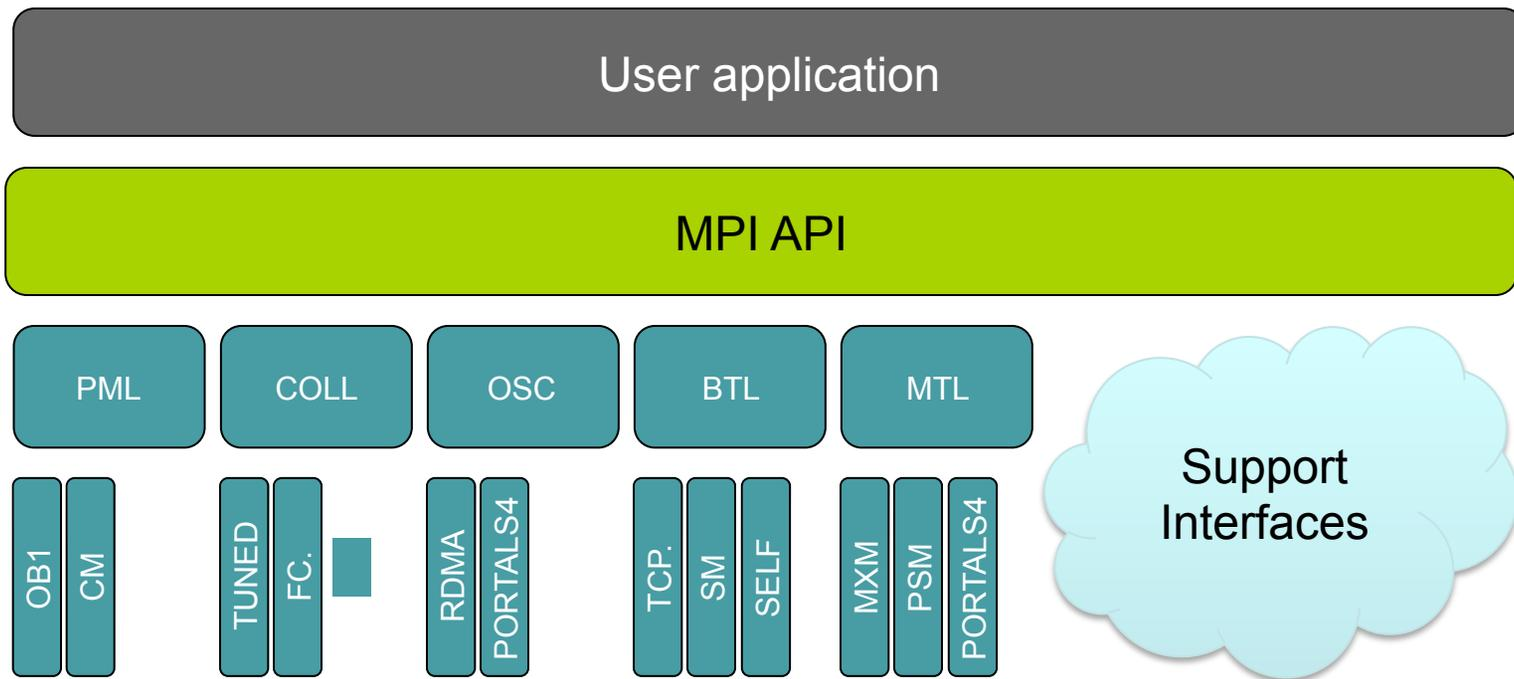 User application
MPI API
PML
COLL
OSC
BTL
MTL
Support
Interfaces
OB1
CM
TUNED
FC.
RDMA
PORTALS4
TCP.
SM
SELF
MXM
PSM
PORTALS4